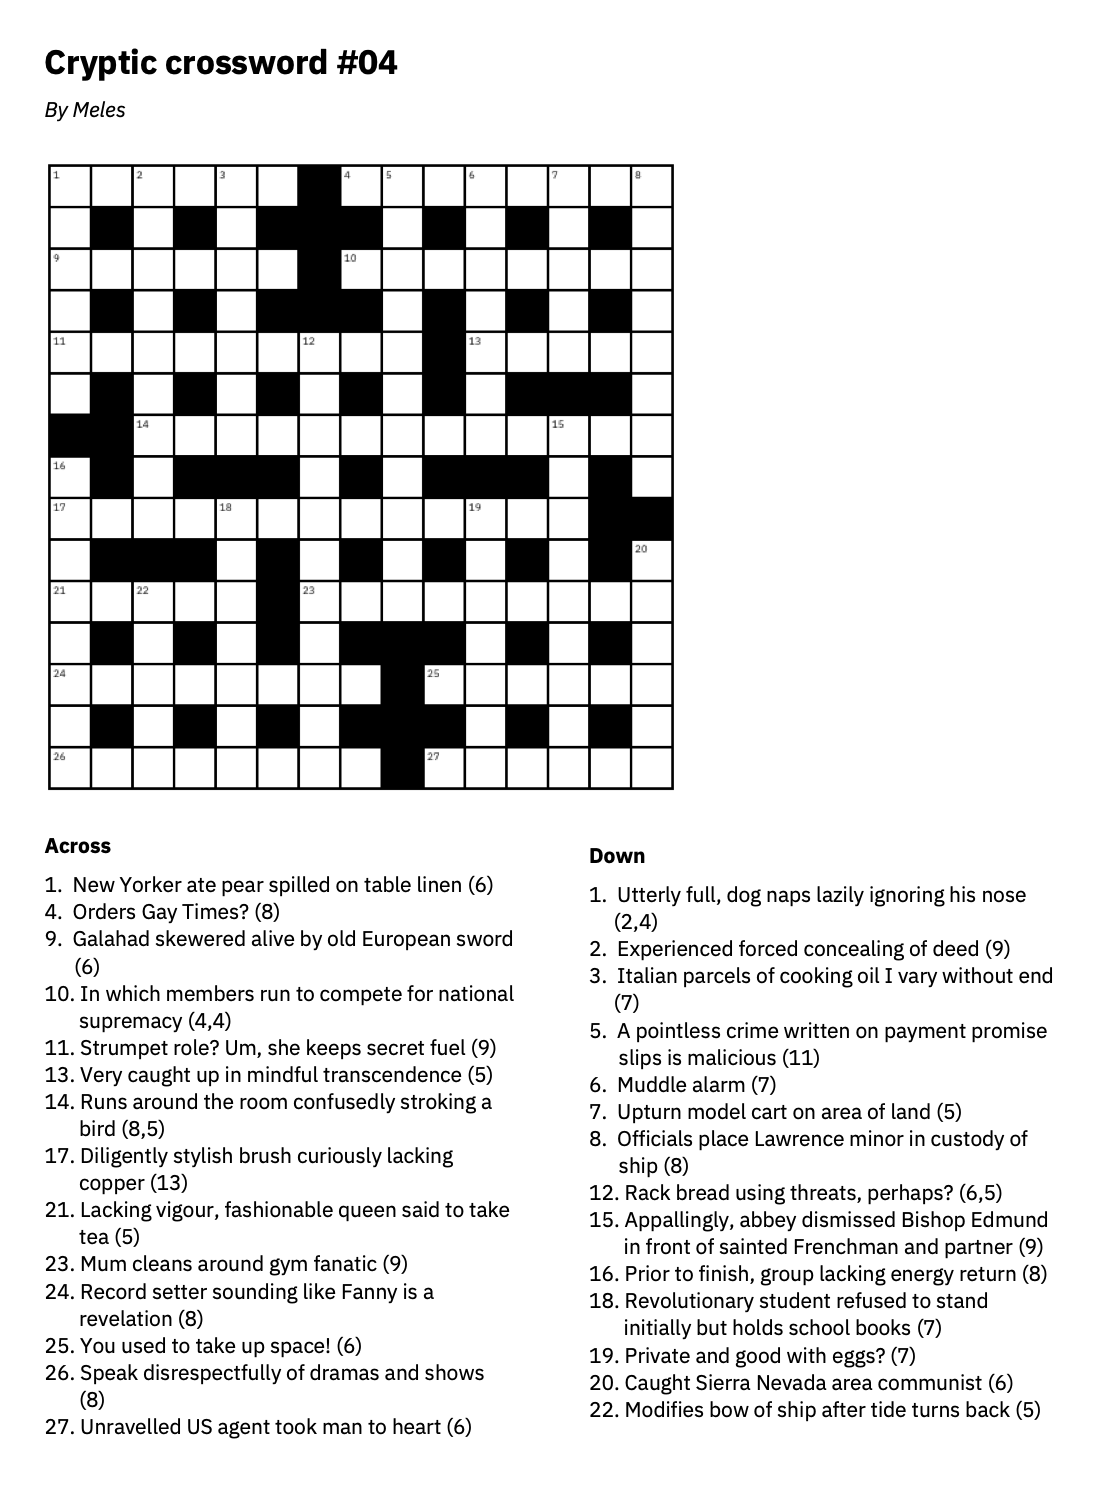 Cryptic crossword #04
By Meles
1 2 3 4 5 6 7 8
9 10
11 12 13
14 15
16
17 18 19
20
21 22 23
24 25
26 27
Across
1. New Yorker ate pear spilled on table linen (6)
4. Orders Gay Times? (8)
9. Galahad skewered alive by old European sword
(6)
10. In which members run to compete for national
supremacy (4,4)
11. Strumpet role? Um, she keeps secret fuel (9)
13. Very caught up in mindful transcendence (5)
14. Runs around the room confusedly stroking a
bird (8,5)
17. Diligently stylish brush curiously lacking
copper (13)
21. Lacking vigour, fashionable queen said to take
tea (5)
23. Mum cleans around gym fanatic (9)
24. Record setter sounding like Fanny is a
revelation (8)
25. You used to take up space! (6)
26. Speak disrespectfully of dramas and shows
(8)
27. Unravelled US agent took man to heart (6)
Down
1. Utterly full, dog naps lazily ignoring his nose
(2,4)
2. Experienced forced concealing of deed (9)
3. Italian parcels of cooking oil I vary without end
(7)
5. A pointless crime written on payment promise
slips is malicious (11)
6. Muddle alarm (7)
7. Upturn model cart on area of land (5)
8. Officials place Lawrence minor in custody of
ship (8)
12. Rack bread using threats, perhaps? (6,5)
15. Appallingly, abbey dismissed Bishop Edmund
in front of sainted Frenchman and partner (9)
16. Prior to finish, group lacking energy return (8)
18. Revolutionary student refused to stand
initially but holds school books (7)
19. Private and good with eggs? (7)
20. Caught Sierra Nevada area communist (6)
22. Modifies bow of ship after tide turns back (5)